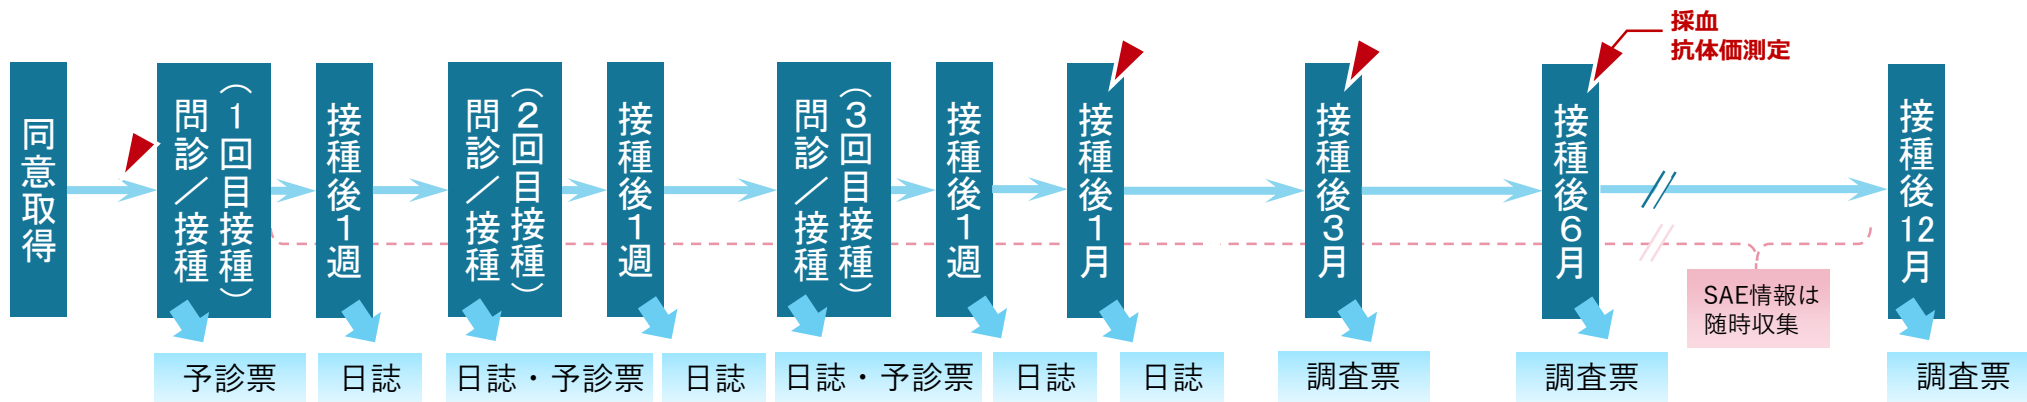 採血
抗体価測定
同意取得
（１回目接種）
問診／接種
接種後１週
（２回目接種）
問診／接種
接種後１週
（３回目接種）
問診／接種
接種後１週
接種後１月
接種後３月
接種後６月
接種後12月
SAE情報は
随時収集
予診票
日誌
日誌・予診票
日誌
日誌・予診票
日誌
日誌
調査票
調査票
調査票